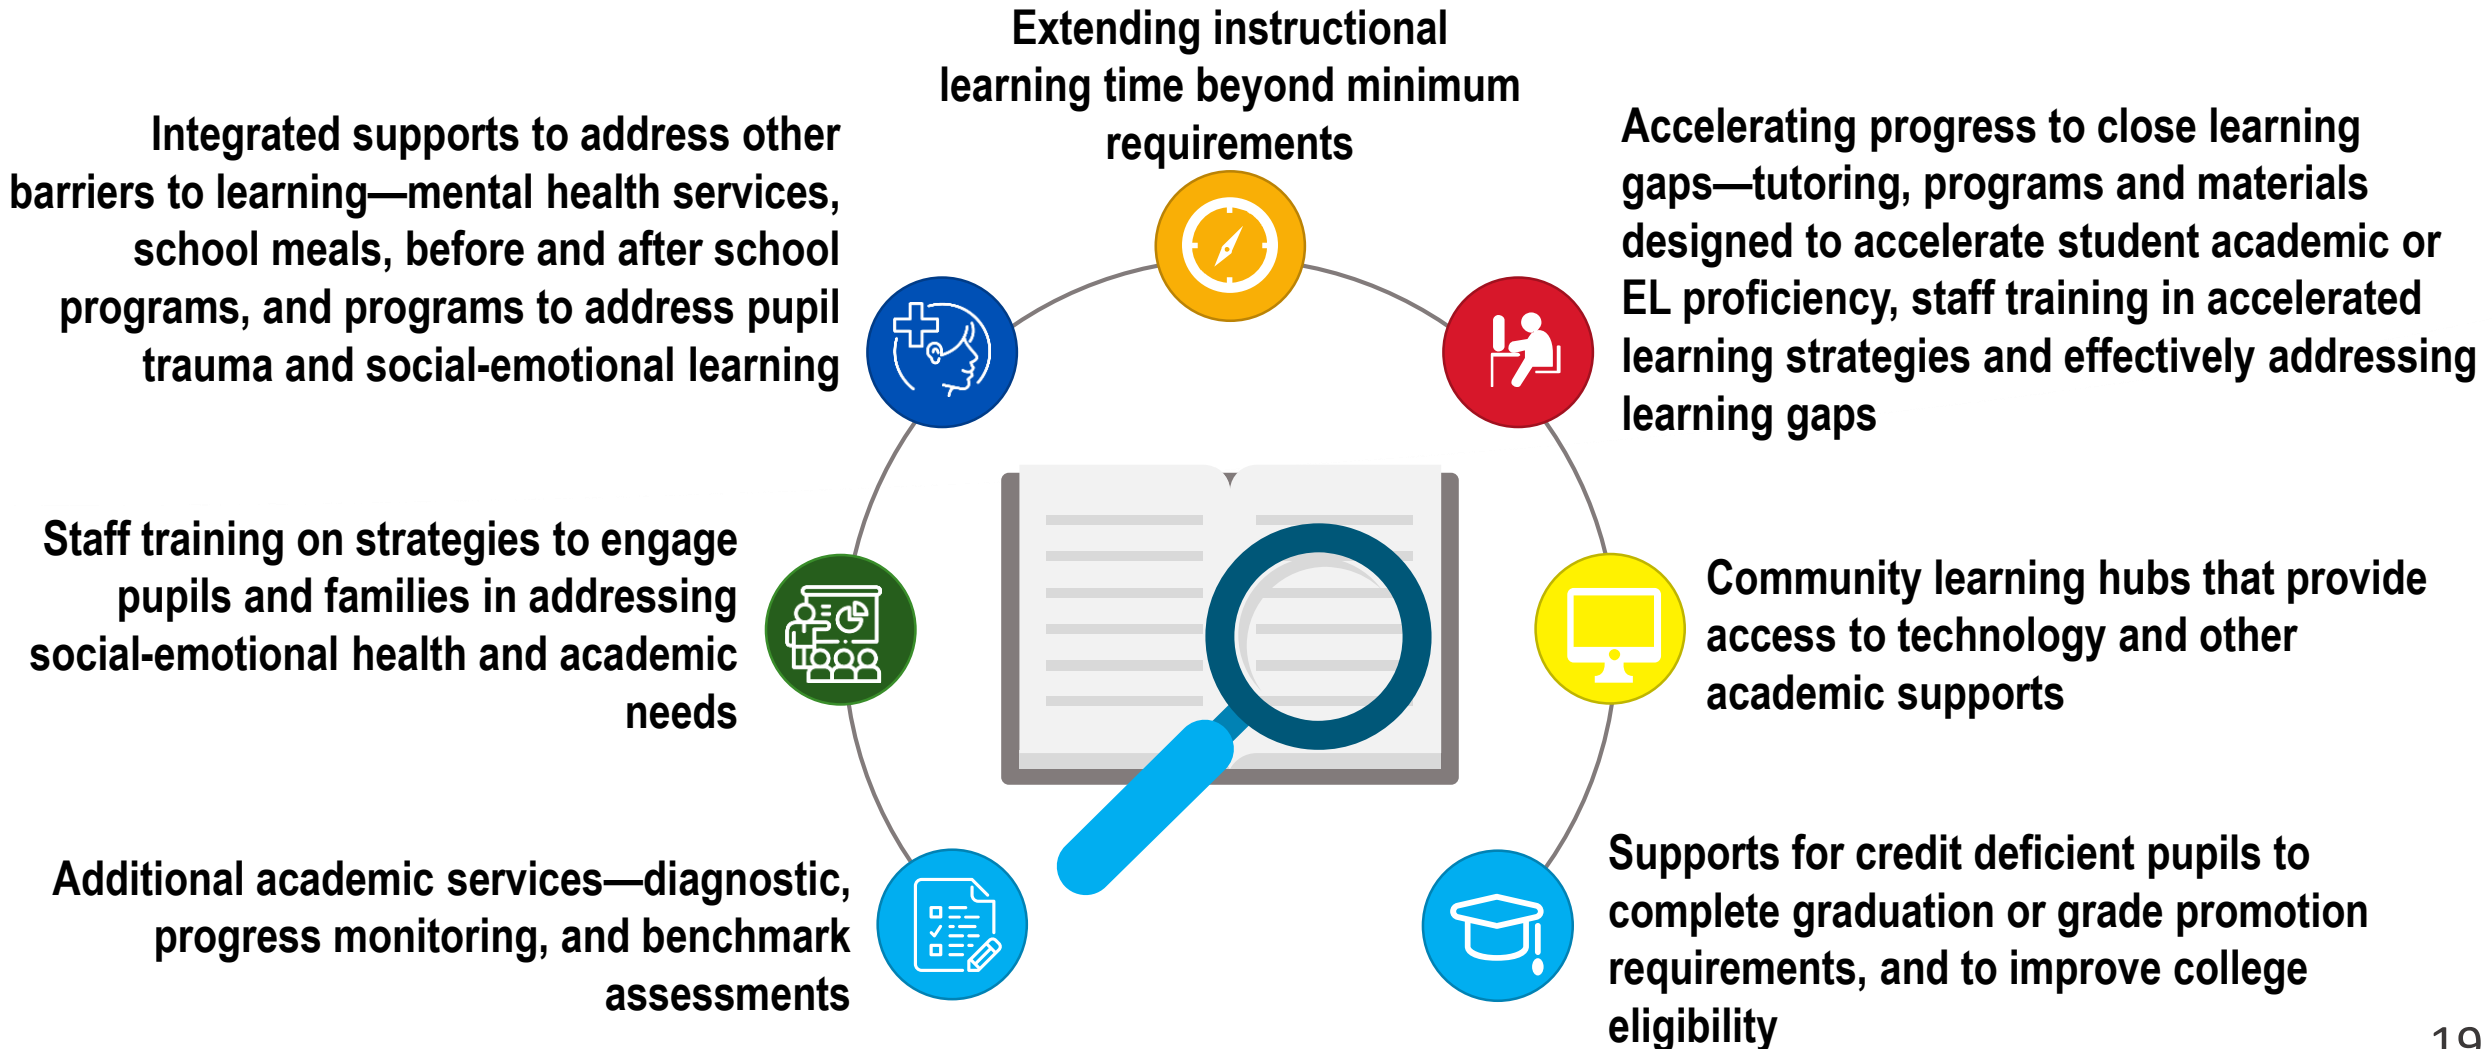 Extending instructional
learning time beyond minimum
requirements
Accelerating progress to close learning
gaps—tutoring, programs and materials
designed to accelerate student academic or
EL proficiency, staff training in accelerated
learning strategies and effectively addressing
learning gaps
Community learning hubs that provide
access to technology and other
academic supports
Supports for credit deficient pupils to
complete graduation or grade promotion
requirements, and to improve college
eligibility
Additional academic services—diagnostic,
progress monitoring, and benchmark
assessments
Staff training on strategies to engage
pupils and families in addressing
social-emotional health and academic
needs
Integrated supports to address other
barriers to learning—mental health services,
school meals, before and after school
programs, and programs to address pupil
trauma and social-emotional learning
19